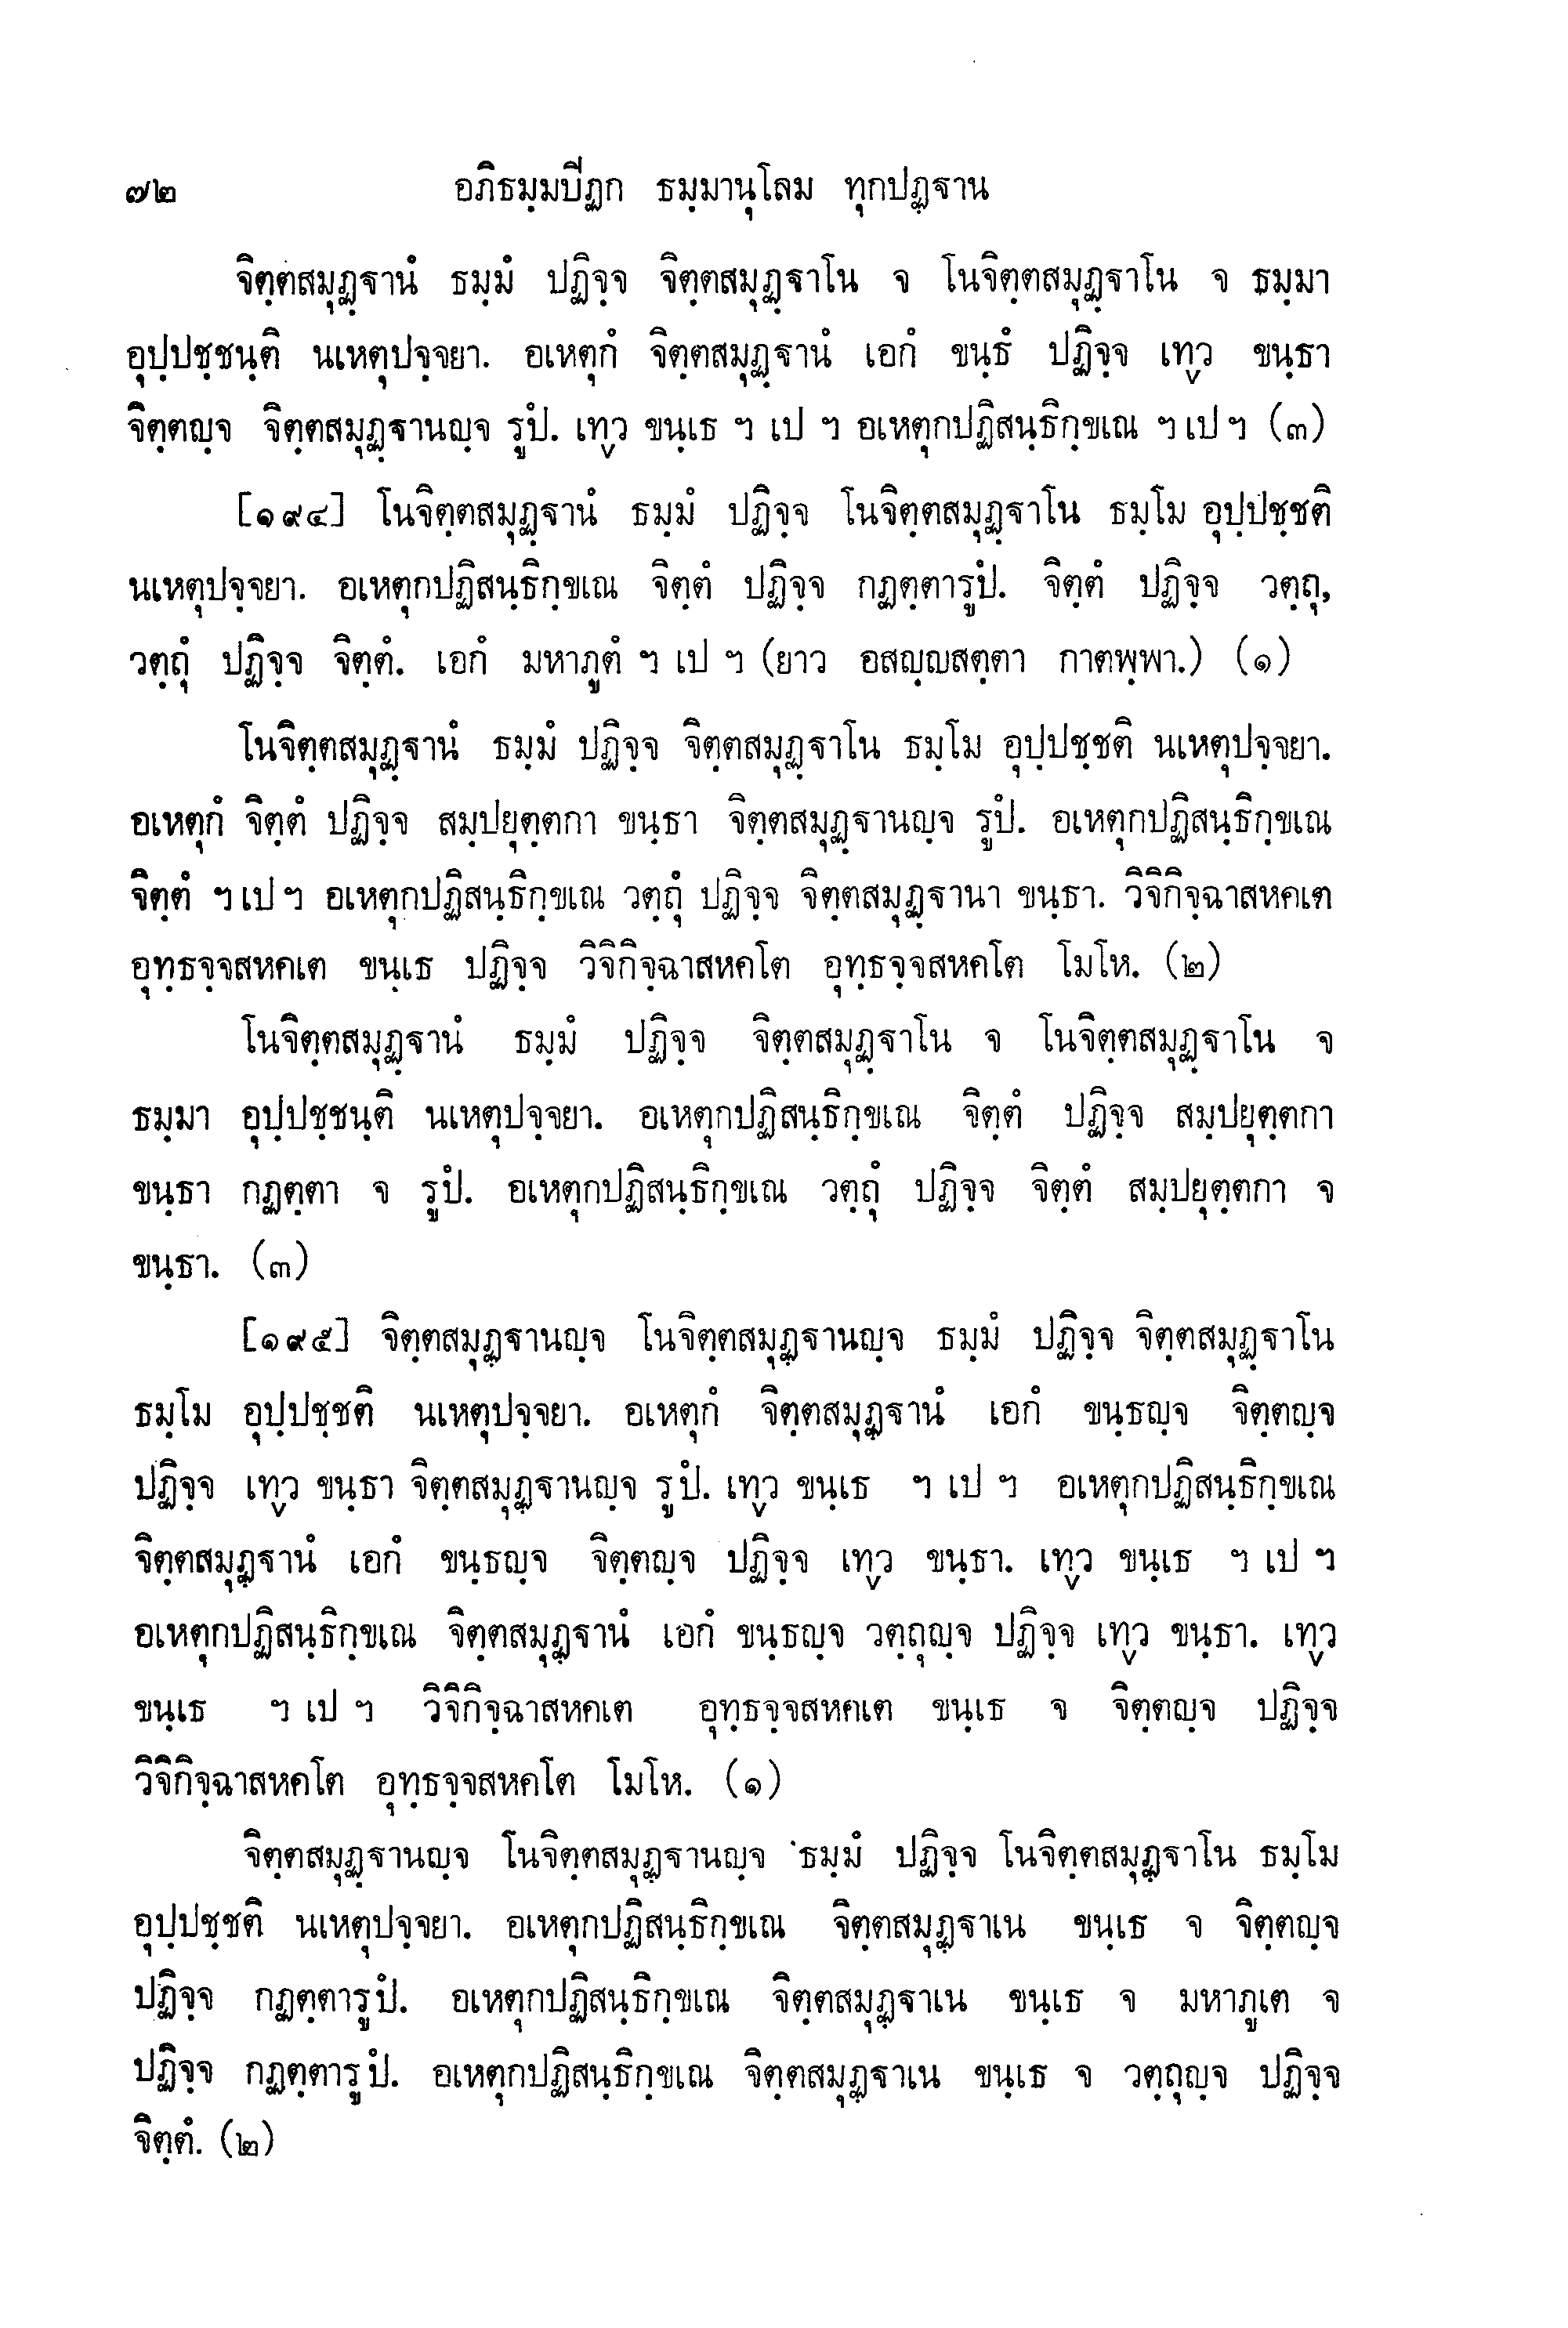 ๗๒ อภิธมฺมปีฏก ธมฺมานุโลม ทุกปฏฺฐาน
จิตฺตสมุฏฺฐานํ ธมฺมํ ปฏิจฺจ จิตฺตสมุฏฺฐาโน จ โนจิตฺตสมุฏฺฐาโน จ ธมฺมา
อุปฺปชฺชนฺติ นเหตุปจฺจยา. อเหตุกํ จิตฺตสมุฏฺฐานํ เอกํ ขนฺธํ ปฏิจฺจ เทฺว ขนฺธา
จิตฺตญฺจ จิตฺตสมุฏฺฐานญฺจ รูปํ. เทฺว ขนฺเธ ฯ เป ฯ อเหตุกปฏิสนฺธิกฺขเณ ฯ เป ฯ (๓)
[๑๙๔] โนจิตฺตสมุฏฺฐานํ ธมฺมํ ปฏิจฺจ โนจิตฺตสมุฏฺฐาโน ธมฺโม อุปฺปชฺชติ
นเหตุปจฺจยา. อเหตุกปฏิสนฺธิกฺขเณ จิตฺตํ ปฏิจฺจ กฏตฺตารูปํ. จิตฺตํ ปฏิจฺจ วตฺถุ,
วตฺถุํ ปฏิจฺจ จิตฺตํ. เอกํ มหาภูตํ ฯ เป ฯ (ยาว อสญฺญสตฺตา กาตพฺพา.) (๑)
โนจิตฺตสมุฏฺฐานํ ธมฺมํ ปฏิจฺจ จิตฺตสมุฏฺฐาโน ธมฺโม อุปฺปชฺชติ นเหตุปจฺจยา.
อเหตุกํ จิตฺตํ ปฏิจฺจ สมฺปยุตฺตกา ขนฺธา จิตฺตสมุฏฺฐานญฺจ รูปํ. อเหตุกปฏิสนฺธิกฺขเณ
จิตฺตํ ฯ เป ฯ อเหตุกปฏิสนฺธิกฺขเณ วตฺถุํ ปฏิจฺจ จิตฺตสมุฏฺฐานา ขนฺธา. วิจิกิจฺฉาสหคเต
อุทฺธจฺจสหคเต ขนฺเธ ปฏิจฺจ วิจิกิจฺฉาสหคโต อุทฺธจฺจสหคโต โมโห. (๒)
โนจิตฺตสมุฏฺฐานํ ธมฺมํ ปฏิจฺจ จิตฺตสมุฏฺฐาโน จ โนจิตฺตสมุฏฺฐาโน จ
ธมฺมา อุปฺปชฺชนฺติ นเหตุปจฺจยา. อเหตุกปฏิสนฺธิกฺขเณ จิตฺตํ ปฏิจฺจ สมฺปยุตฺตกา
ขนฺธา กฏตฺตา จ รูปํ. อเหตุกปฏิสนฺธิกฺขเณ วตฺถุํ ปฏิจฺจ จิตฺตํ สมฺปยุตฺตกา จ
ขนฺธา. (๓)
[๑๙๕] จิตฺตสมุฏฺฐานญฺจ โนจิตฺตสมุฏฺฐานญฺจ ธมฺมํ ปฏิจฺจ จิตฺตสมุฏฺฐาโน
ธมฺโม อุปฺปชฺชติ นเหตุปจฺจยา. อเหตุกํ จิตฺตสมุฏฺฐานํ เอกํ ขนฺธญฺจ จิตฺตญฺจ
ปฏิจฺจ เทฺว ขนฺธา จิตฺตสมุฏฺฐานญฺจ รูปํ. เทฺว ขนฺเธ ฯ เป ฯ อเหตุกปฏิสนฺธิกฺขเณ
จิตฺตสมุฏฺฐานํ เอกํ ขนฺธญฺจ จิตฺตญฺจ ปฏิจฺจ เทฺว ขนฺธา. เทฺว ขนฺเธ ฯ เป ฯ
อเหตุกปฏิสนฺธิกฺขเณ จิตฺตสมุฏฺฐานํ เอกํ ขนฺธญฺจ วตฺถุญฺจ ปฏิจฺจ เทฺว ขนฺธา. เทฺว
ขนฺเธ ฯ เป ฯ วิจิกิจฺฉาสหคเต อุทฺธจฺจสหคเต ขนฺเธ จ จิตฺตญฺจ ปฏิจฺจ
วิจิกิจฺฉาสหคโต อุทฺธจฺจสหคโต โมโห. (๑)
จิตฺตสมุฏฺฐานญฺจ โนจิตฺตสมุฏฺฐานญฺจ ธมฺมํ ปฏิจฺจ โนจิตฺตสมุฏฺฐาโน ธมฺโม
อุปฺปชฺชติ นเหตุปจฺจยา. อเหตุกปฏิสนฺธิกฺขเณ จิตฺตสมุฏฺฐาเน ขนฺเธ จ จิตฺตญฺจ
ปฏิจฺจ กฏตฺตารูปํ. อเหตุกปฏิสนฺธิกฺขเณ จิตฺตสมุฏฺฐาเน ขนฺเธ จ มหาภูเต จ
ปฏิจฺจ กฏตฺตารูปํ. อเหตุกปฏิสนฺธิกฺขเณ จิตฺตสมุฏฺฐาเน ขนฺเธ จ วตฺถุญฺจ ปฏิจฺจ
จิตฺตํ. (๒)